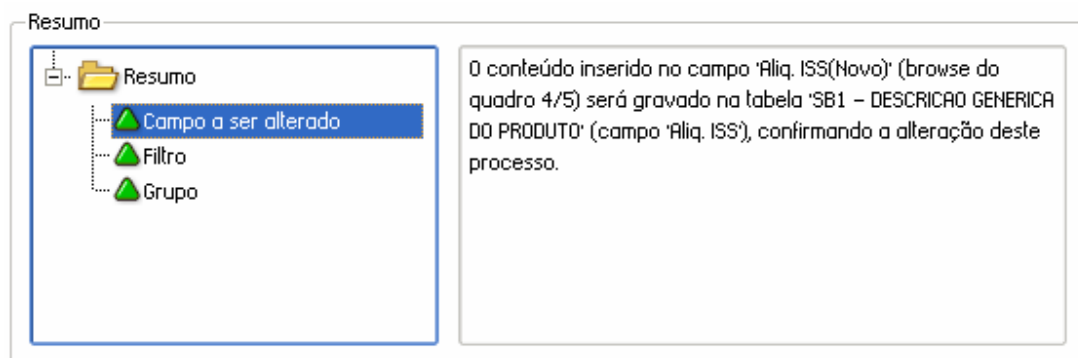 Resumo
Resumo
Campo a ser alterado
Filtro
Grupo
O conteúdo inserido no campo 'Aliq. ISS(Novo)' (browse do
quadro 4/5) será gravado na tabela 'SB1 - DESCRICAO GENERICA
DO PRODUTO' (campo 'Aliq. ISS'), confirmando a alteração deste
processo.